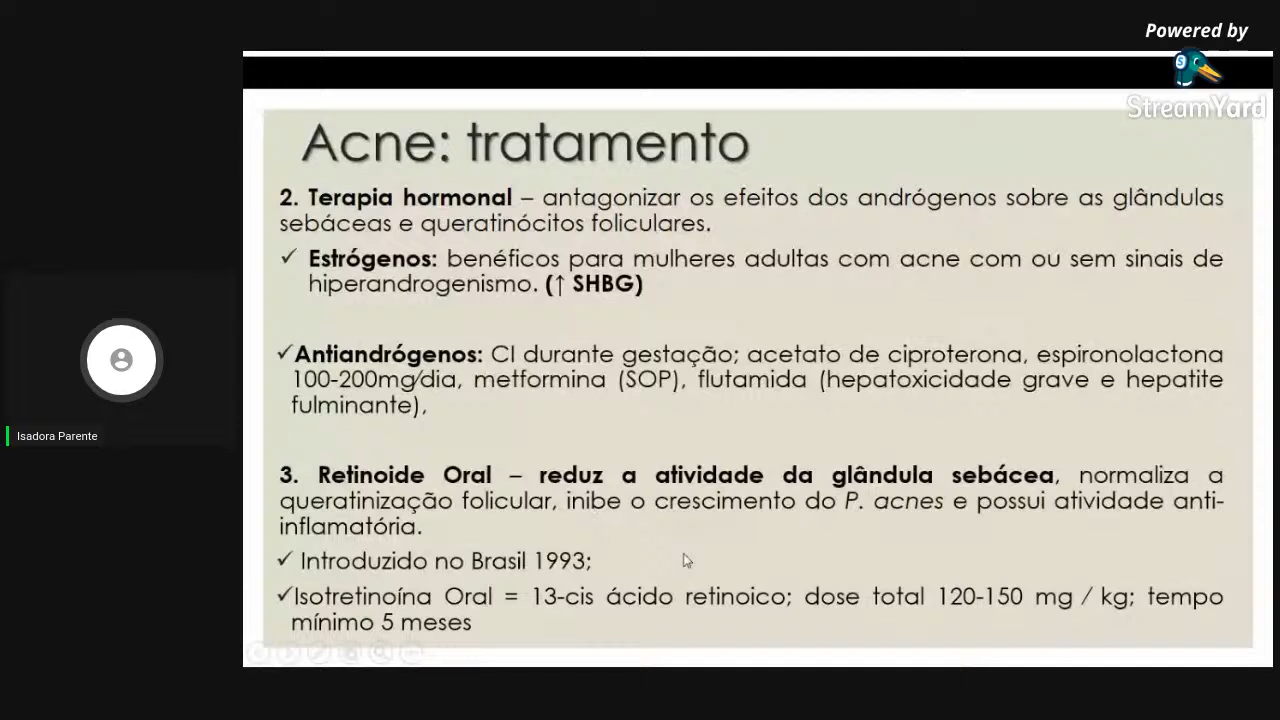 Powered by
StreamYard
Acne: tratamento
2. Terapia hormonal – antagonizar os efeitos dos andrógenos sobre as glândulas
sebáceas e queratinócitos foliculares.
✓ Estrógenos: benéficos para mulheres adultas com acne com ou sem sinais de
hiperandrogenismo. (↑ SHBG)
✓Antiandrógenos: CI durante gestação; acetato de ciproterona, espironolactona
100-200mg/dia, metformina (SOP), flutamida (hepatoxicidade grave e hepatite
fulminante),
3. Retinoide Oral – reduz a atividade da glândula sebácea, normaliza a
queratinização folicular, inibe o crescimento do P. acnes e possui atividade anti-
inflamatória.
✓ Introduzido no Brasil 1993;
✓Isotretinoína Oral = 13-cis ácido retinoico; dose total 120-150 mg / kg; tempo
mínimo 5 meses
Isadora Parente